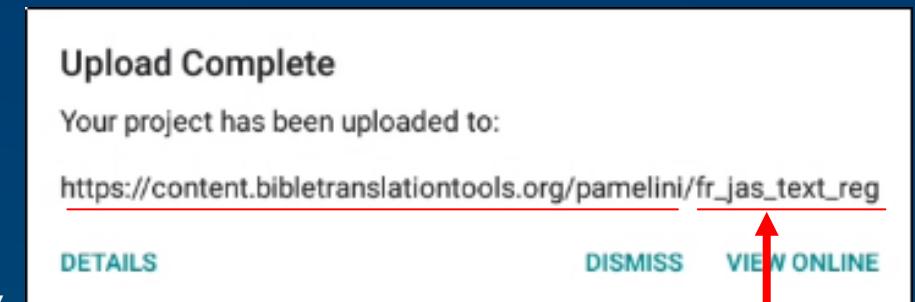 Upload Complete
Your project has been uploaded to:
https://content.bibletranslationtools.org/pamelini/fr_jas_text_reg
DETAILS DISMISS VIEW ONLINE